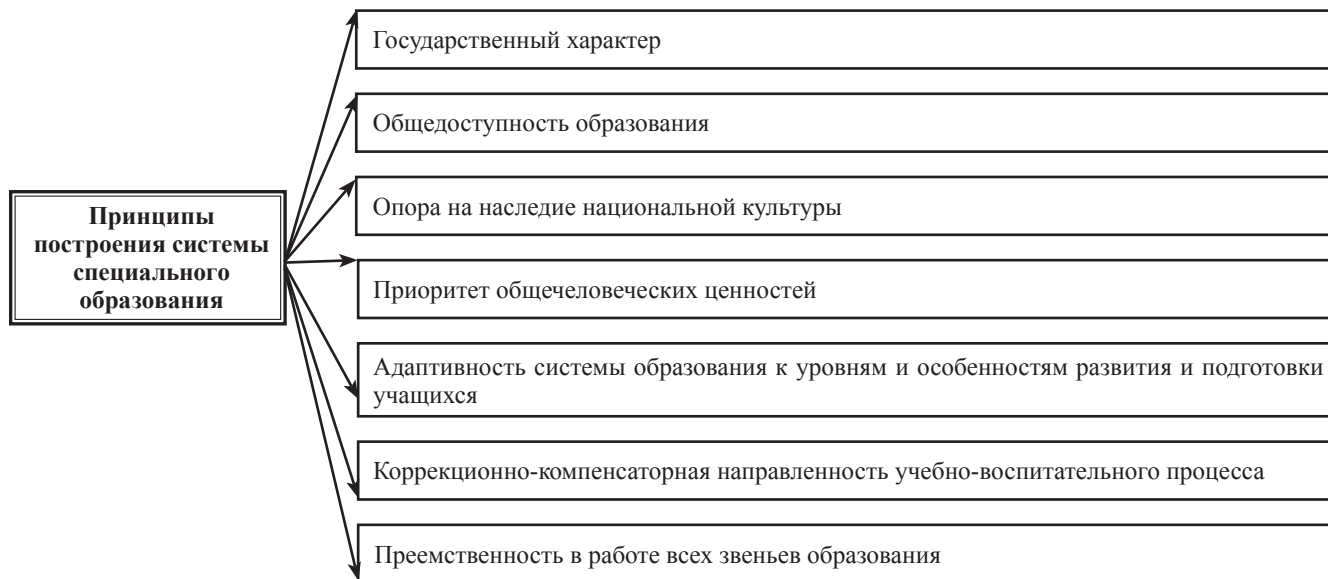 Государственный характер
Общедоступность образования
Опора на наследие национальной культуры
Принципы
построения системы
специального
образования
Приоритет общечеловеческих ценностей
Адаптивность системы образования к уровням и особенностям развития и подготовки
учащихся
Коррекционно-компенсаторная направленность учебно-воспитательного процесса
Преемственность в работе всех звеньев образования